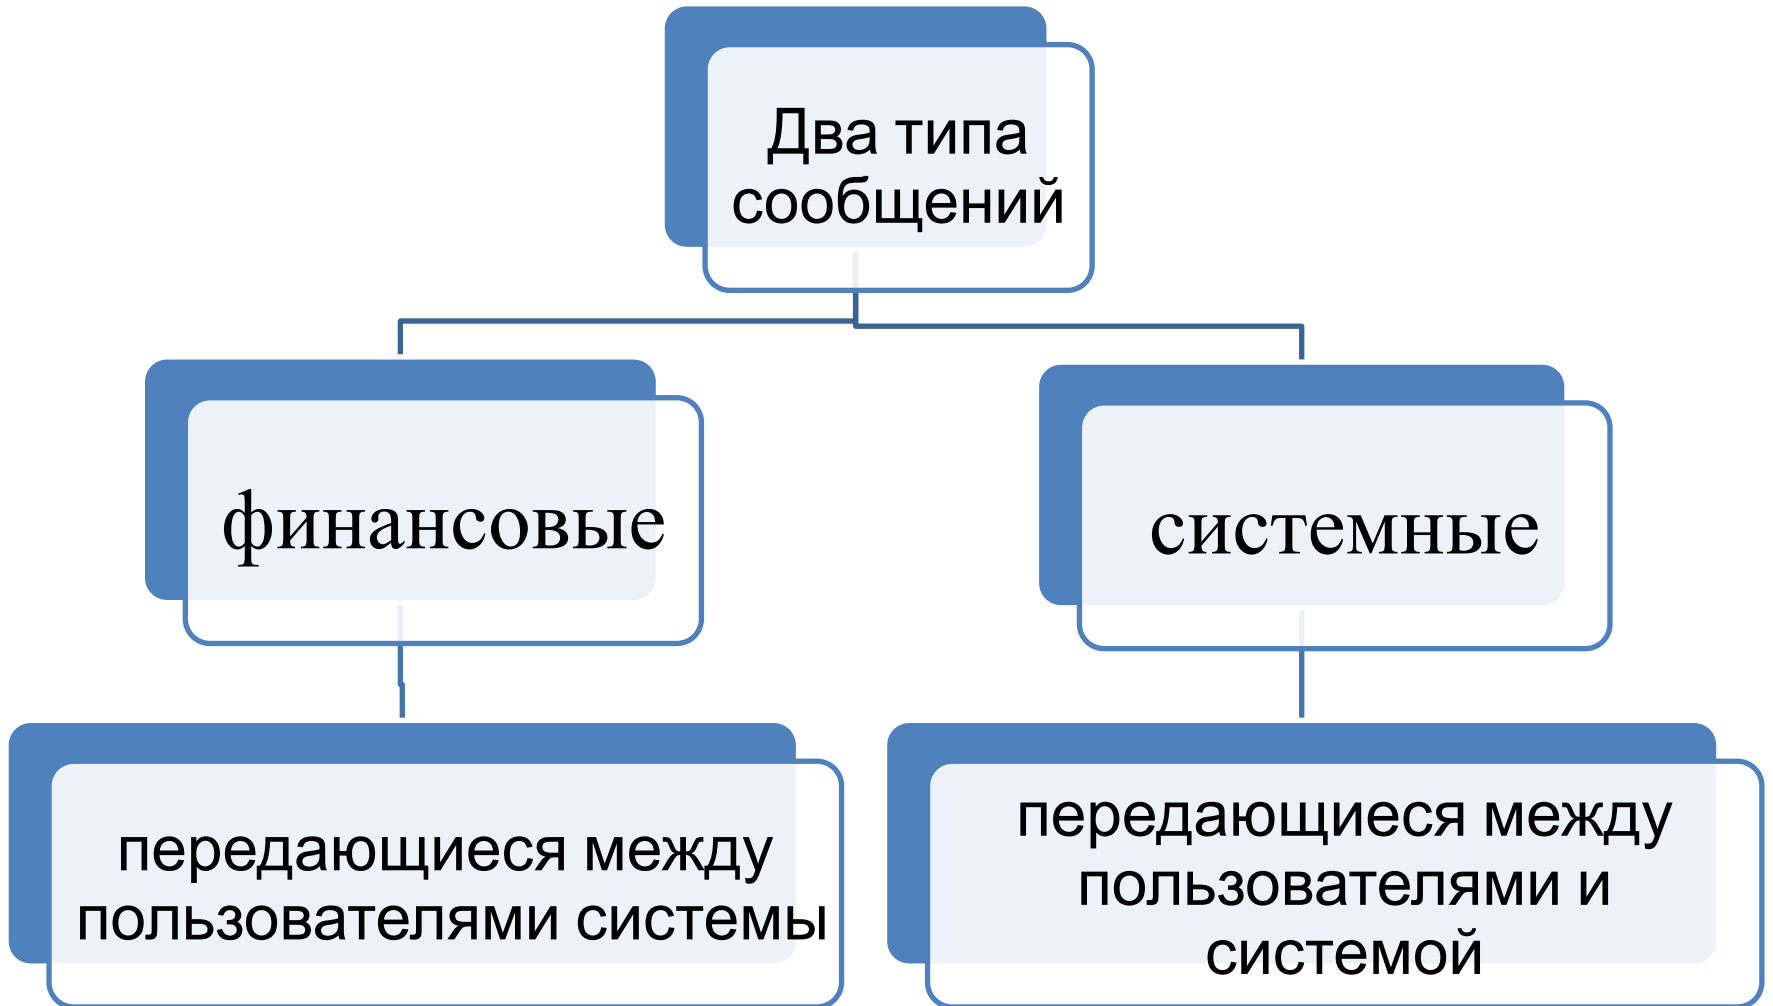 Два типа
сообщений
финансовые
системные
передающиеся между
пользователями системы
передающиеся между
пользователями и
системой